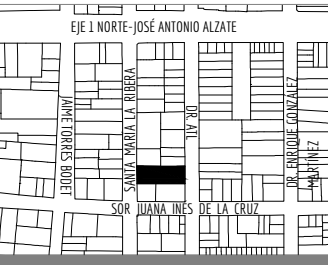 EJE 1 NORTE-JOSÉ ANTONIO ALZATE
JAIME TORRES BODET
SANTA MARÍA LA RIBERA
DR. ATL
DR. ENRIQUE GONZÁLEZ
MARTÍNEZ
SOR JUANA INÉS DE LA CRUZ